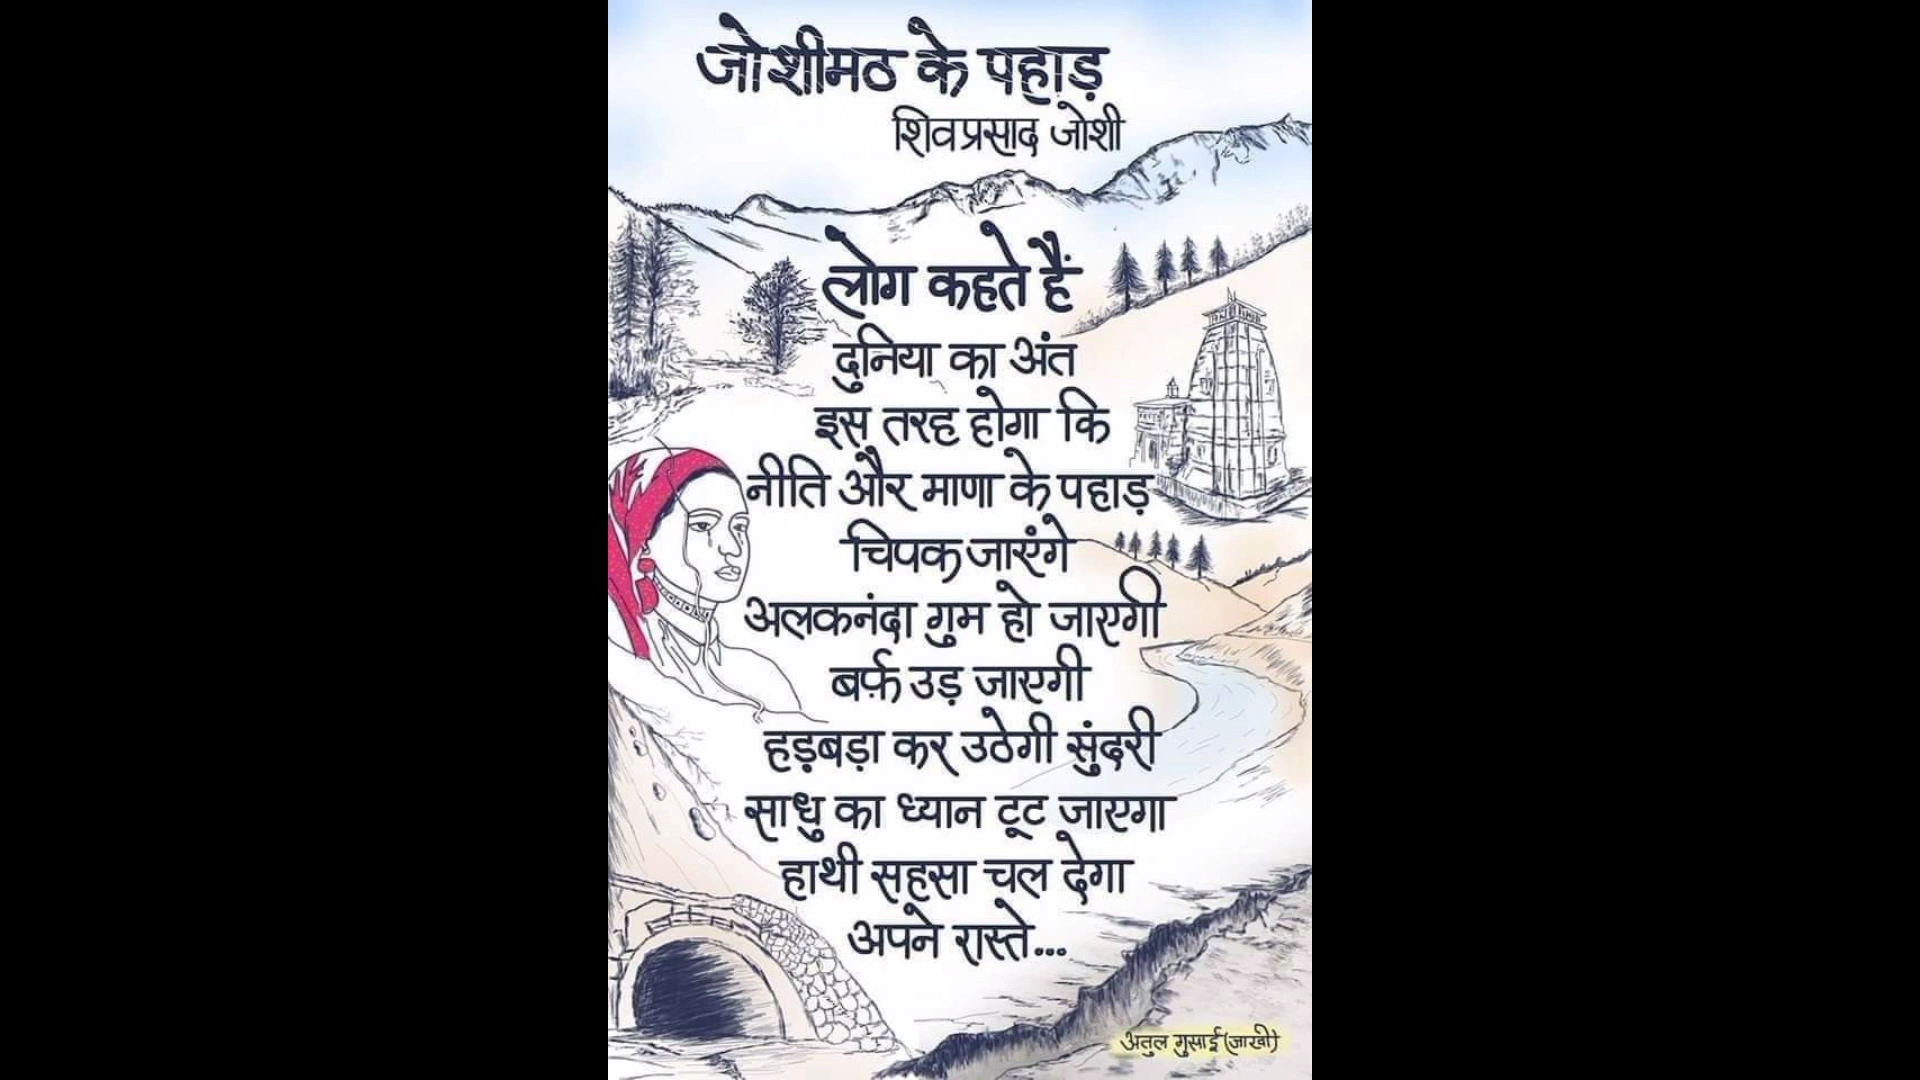 जोशीमठ के पहाड़
शिवप्रसाद जोशी
लोग कहते हैं
दुनिया का अंत
इस तरह होगा कि
नीति और माणा के पहाड़
चिपक जाएंगे
अलकनंदा गुम हो जाएगी
बर्फ़ उड़ जाएगी
हड़बड़ा कर उठेगी सुंदरी
साधु का ध्यान टूट जाएगा
हाथी सहसा चल देगा
अपने रास्ते...
अतुल गुसाई (जाखी)